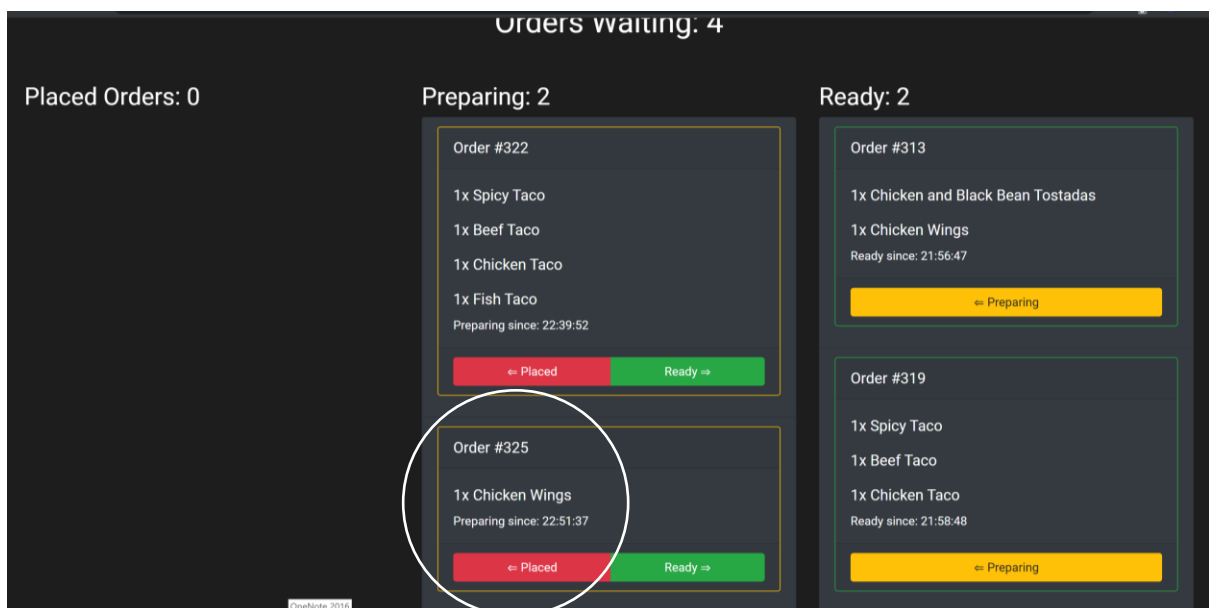 Orders Waiting: 4
Placed Orders: 0
Preparing: 2
Order #322
1x Spicy Taco
1x Beef Taco
1x Chicken Taco
1x Fish Taco
Preparing since: 22:39:52
⇐ Placed
Ready ⇒
Order #325
1x Chicken Wings
Preparing since: 22:51:37
⇐ Placed
Ready ⇒
Ready: 2
Order #313
1x Chicken and Black Bean Tostadas
1x Chicken Wings
Ready since: 21:56:47
⇐ Preparing
Order #319
1x Spicy Taco
1x Beef Taco
1x Chicken Taco
Ready since: 21:58:48
⇐ Preparing
OneNote 2016